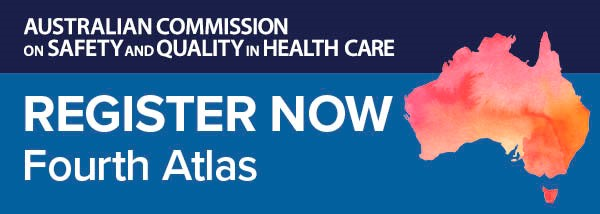 AUSTRALIAN COMMISSION
ON SAFETY AND QUALITY IN HEALTH CARE
REGISTER NOW
Fourth Atlas